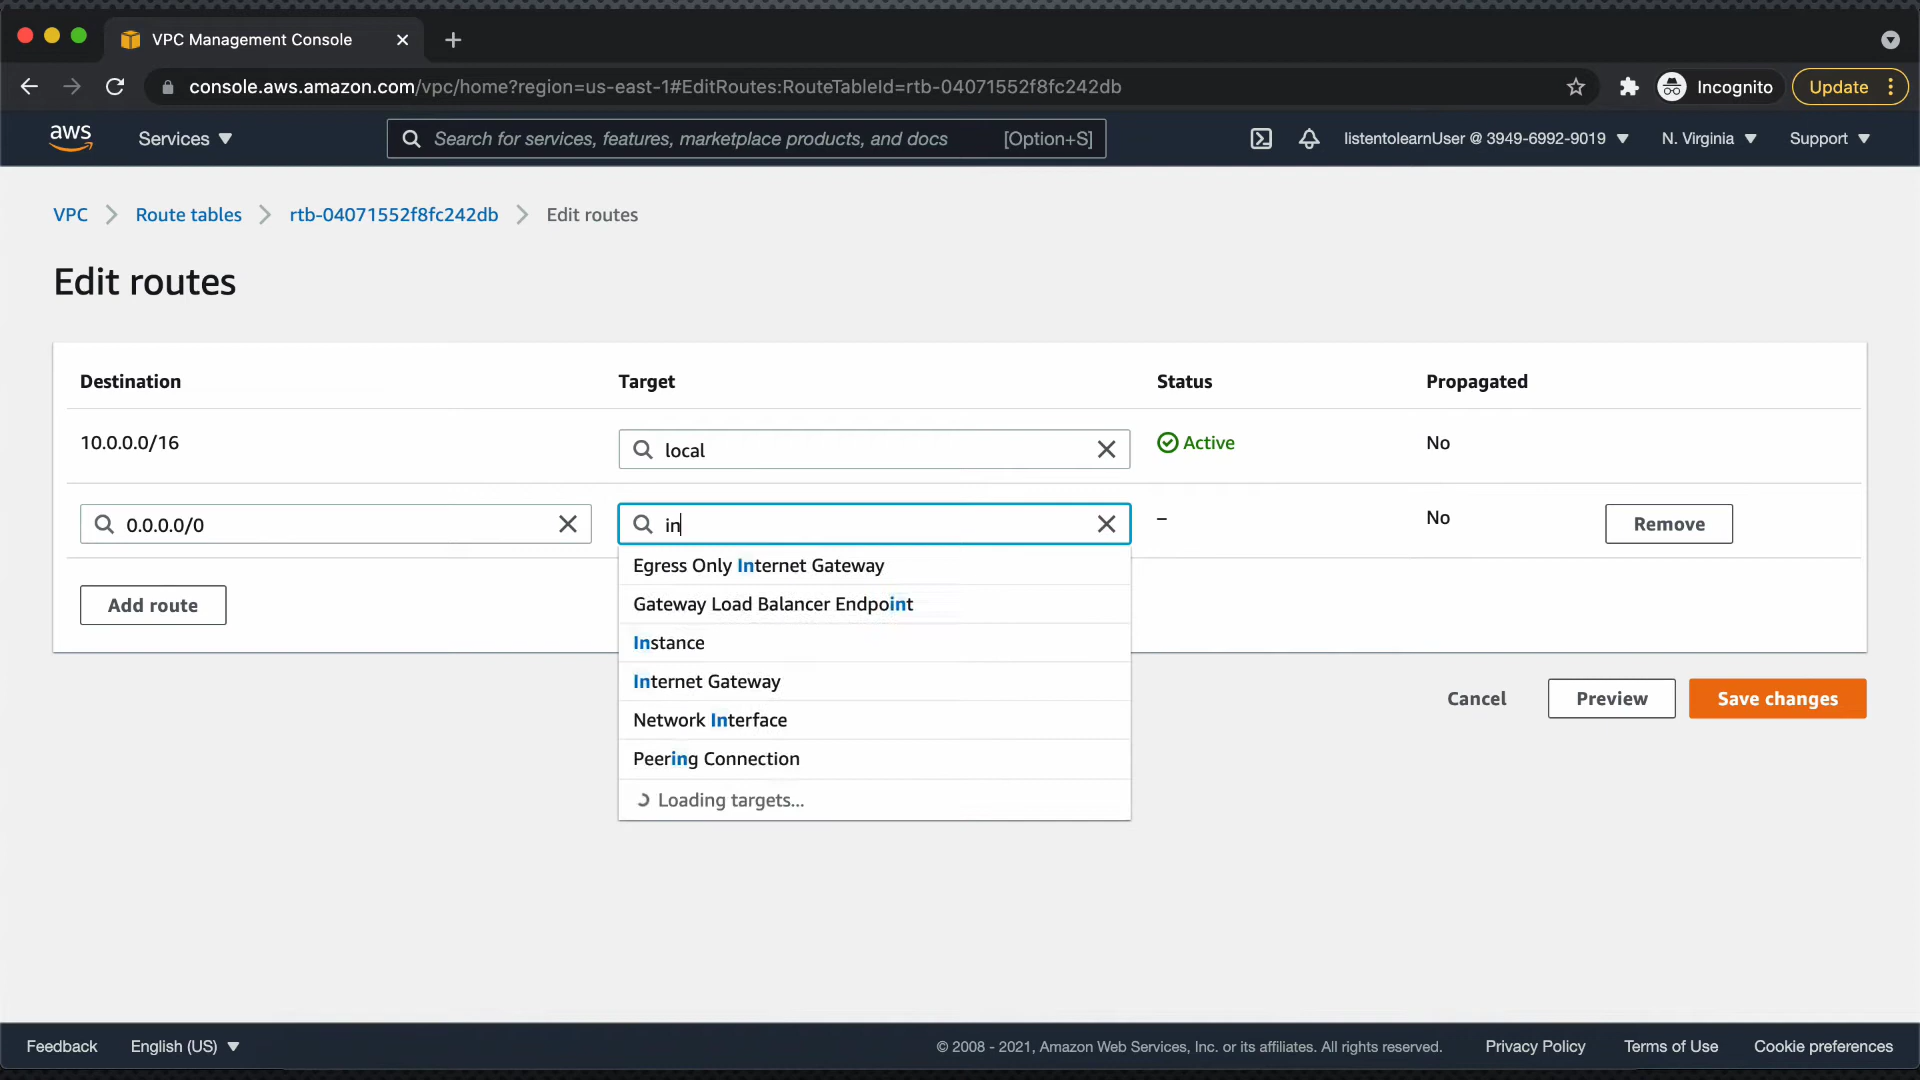 VPC Management Console
console.aws.amazon.com/vpc/home?region=us-east-1#EditRoutes:RouteTableId=rtb-04071552f8fc242db
Incognito
Update
aws
Services
Search for services, features, marketplace products, and docs
[Option+S]
listentolearnUser @ 3949-6992-9019
N. Virginia
Support
VPC
Route tables
rtb-04071552f8fc242db
Edit routes
Edit routes
Destination
Target
Status
Propagated
10.0.0.0/16
local
Active
No
0.0.0.0/0
in
–
No
Remove
Egress Only Internet Gateway
Gateway Load Balancer Endpoint
Instance
Internet Gateway
Network Interface
Peering Connection
Loading targets...
Add route
Cancel
Preview
Save changes
Feedback
English (US)
© 2008 - 2021, Amazon Web Services, Inc. or its affiliates. All rights reserved.
Privacy Policy
Terms of Use
Cookie preferences